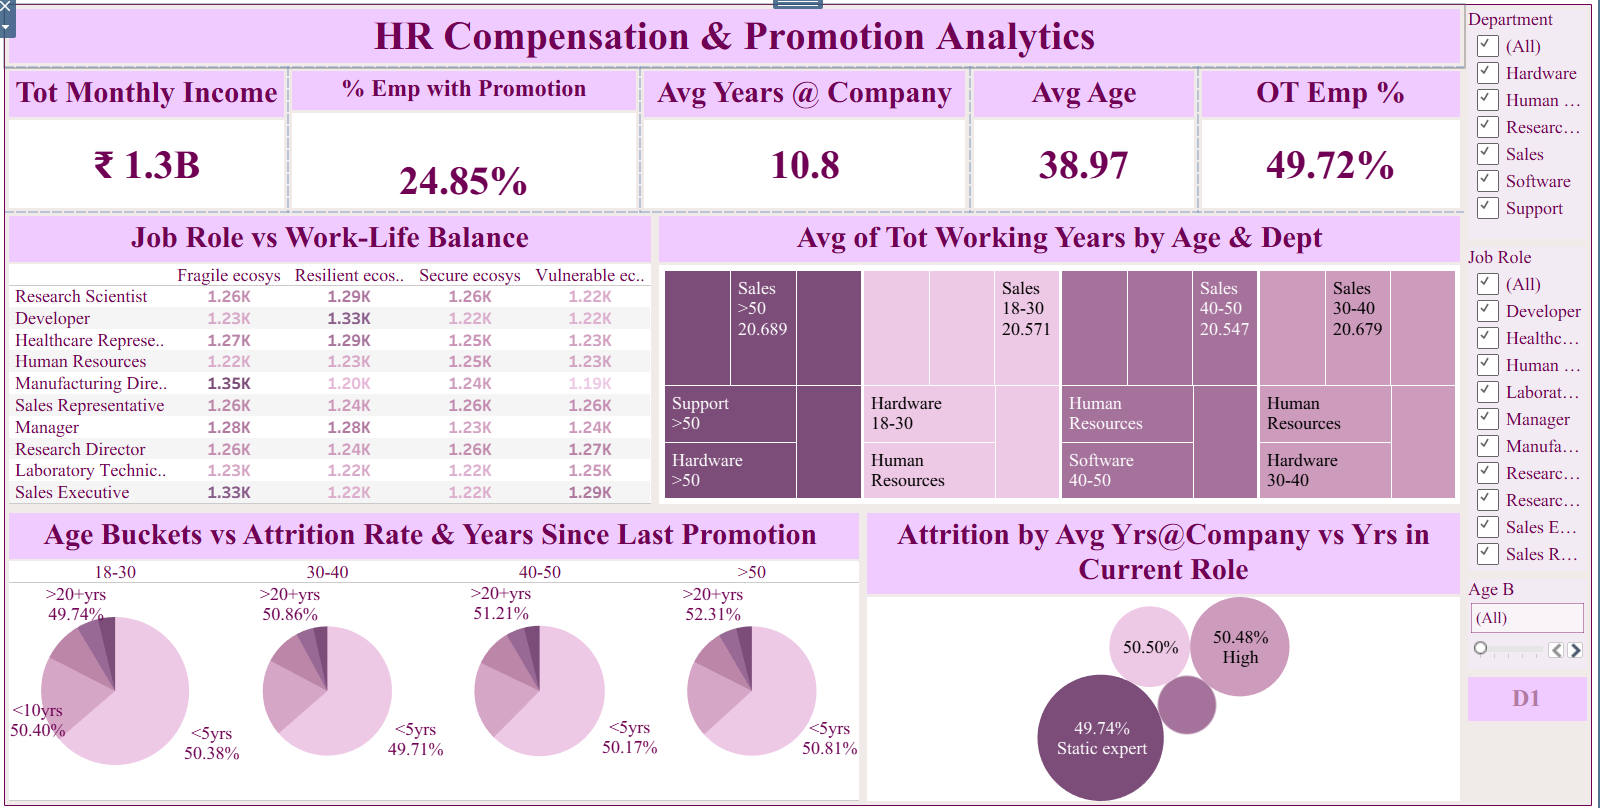 HR Compensation & Promotion Analytics
Tot Monthly Income
₹ 1.3B
% Emp with Promotion
24.85%
Avg Years @ Company
10.8
Avg Age
38.97
OT Emp %
49.72%
Job Role vs Work-Life Balance
Fragile ecosys Resilient ecos.. Secure ecosys Vulnerable ec..
Research Scientist 1.26K 1.29K 1.26K 1.22K
Developer 1.23K 1.33K 1.22K 1.22K
Healthcare Represe.. 1.27K 1.29K 1.25K 1.23K
Human Resources 1.22K 1.23K 1.25K 1.23K
Manufacturing Dire.. 1.35K 1.20K 1.24K 1.19K
Sales Representative 1.26K 1.24K 1.26K 1.26K
Manager 1.28K 1.28K 1.23K 1.24K
Research Director 1.26K 1.24K 1.26K 1.27K
Laboratory Technic.. 1.23K 1.22K 1.22K 1.25K
Sales Executive 1.33K 1.22K 1.22K 1.29K
Avg of Tot Working Years by Age & Dept
Sales
>50
20.689
Support
>50
Hardware
>50
Sales
18-30
20.571
Hardware
18-30
Human
Resources
Sales
40-50
20.547
Human
Resources
Software
40-50
Sales
30-40
20.679
Human
Resources
Hardware
30-40
Age Buckets vs Attrition Rate & Years Since Last Promotion
18-30 30-40 40-50 >50
>20+yrs
49.74%
<10yrs
50.40%
<5yrs
50.38%
>20+yrs
50.86%
<5yrs
49.71%
>20+yrs
51.21%
<5yrs
50.17%
>20+yrs
52.31%
<5yrs
50.81%
Attrition by Avg Yrs@Company vs Yrs in
Current Role
50.50%
50.48%
High
49.74%
Static expert
Department
(All)
Hardware
Human …
Researc…
Sales
Software
Support
Job Role
(All)
Developer
Healthc…
Human …
Laborat…
Manager
Manufa…
Researc…
Researc…
Sales E…
Sales R…
Age B
(All)
D1